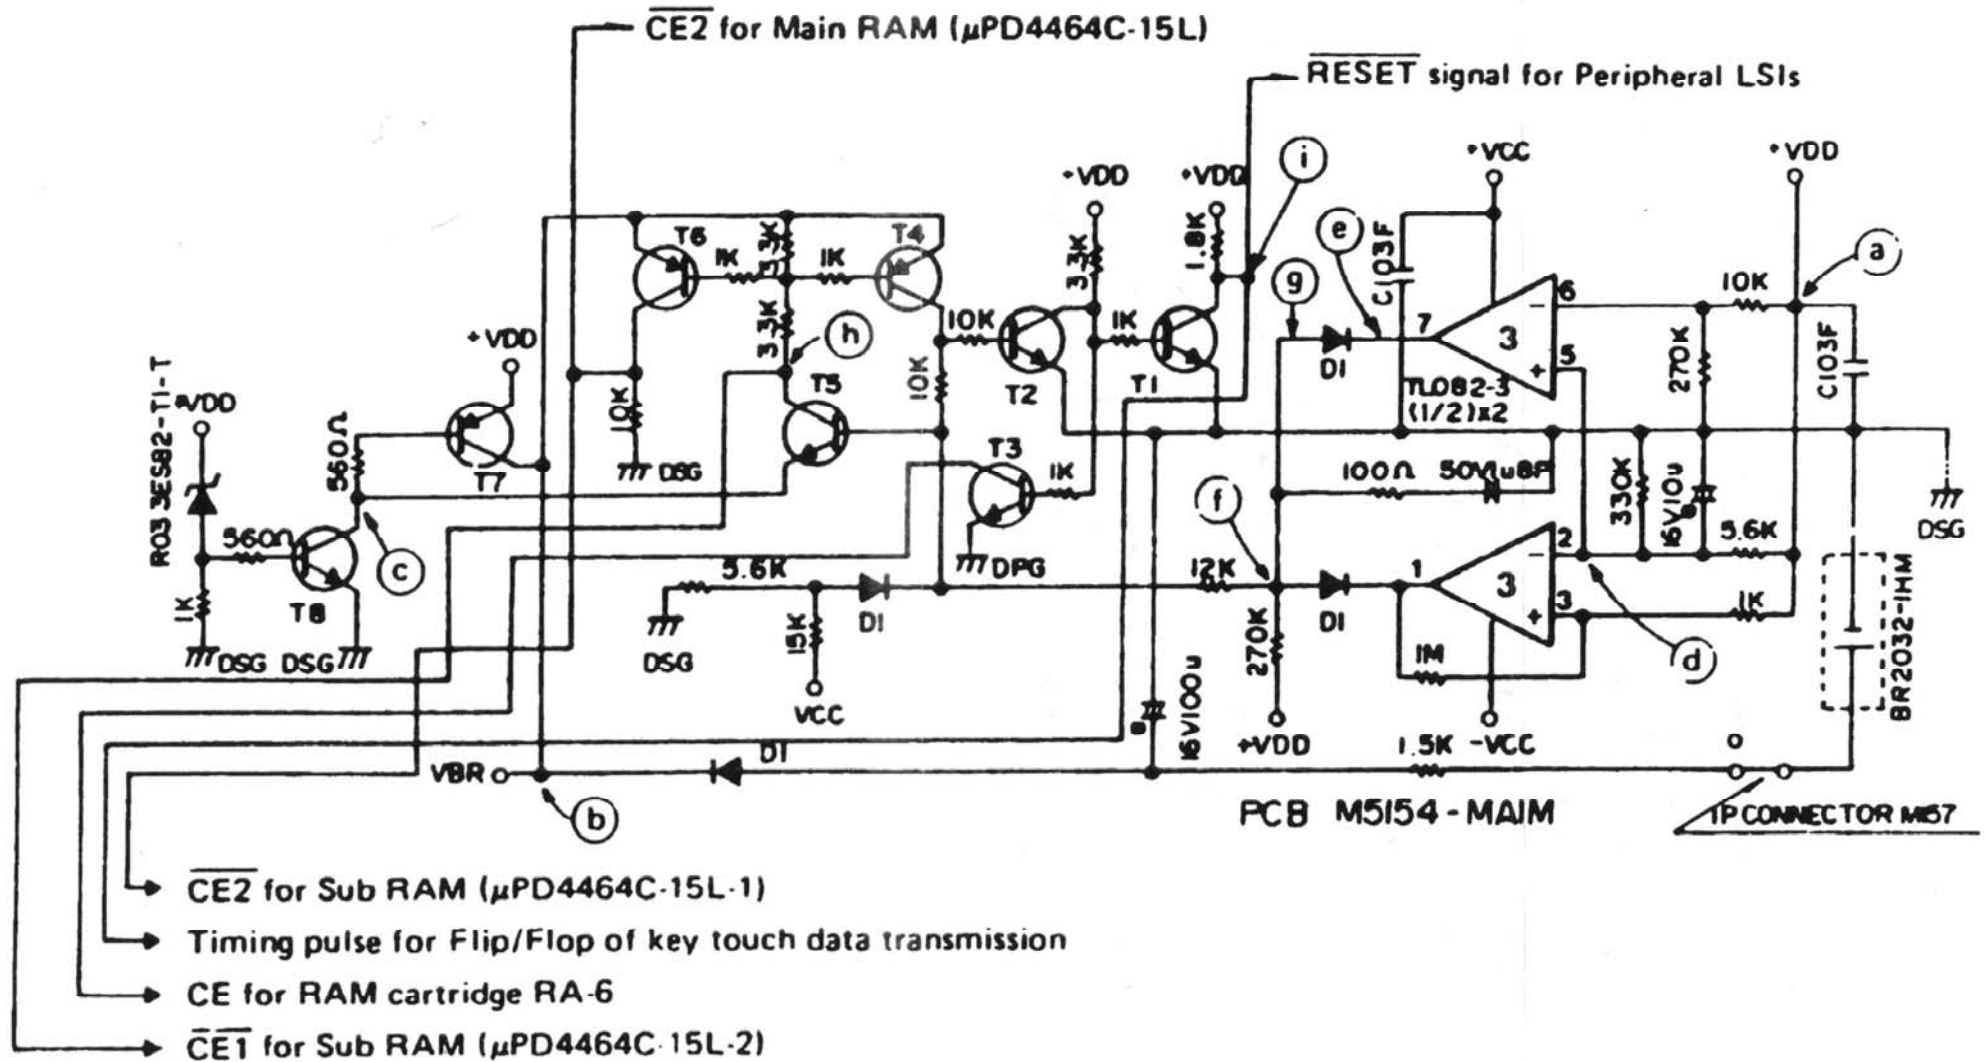 CE2 for Main RAM (μPD4464C-15L)
RESET signal for Peripheral LSIs
+VCC
+VDD
+VDD
+VDD
i
e
a
g
T6
3.3K
T4
1K
1K
3.3K
1.8K
C103F
6
10K
7
3
270K
C103F
3.3K
h
10K
1K
5
+VDD
T5
10K
T2
T1
D1
TL082-3
(1/2)x2
RD3.3ESB2-T1-T
+VDD
560Ω
T7
10K
DSG
T3
1K
f
100Ω
330K
16V10u
5.6K
DSG
560Ω
c
DPG
1K
T8
5.6K
12K
1
2
3
3
D1
D1
1K
DSG
DSG
DSG
15K
270K
1M
d
BR2032-1HM
VCC
16V100u
+VDD
1.5K
-VCC
VBR
D1
b
PCB M5154-MAIM
1P CONNECTOR M157
CE2 for Sub RAM (μPD4464C-15L-1)
Timing pulse for Flip/Flop of key touch data transmission
CE for RAM cartridge RA-6
CE1 for Sub RAM (μPD4464C-15L-2)